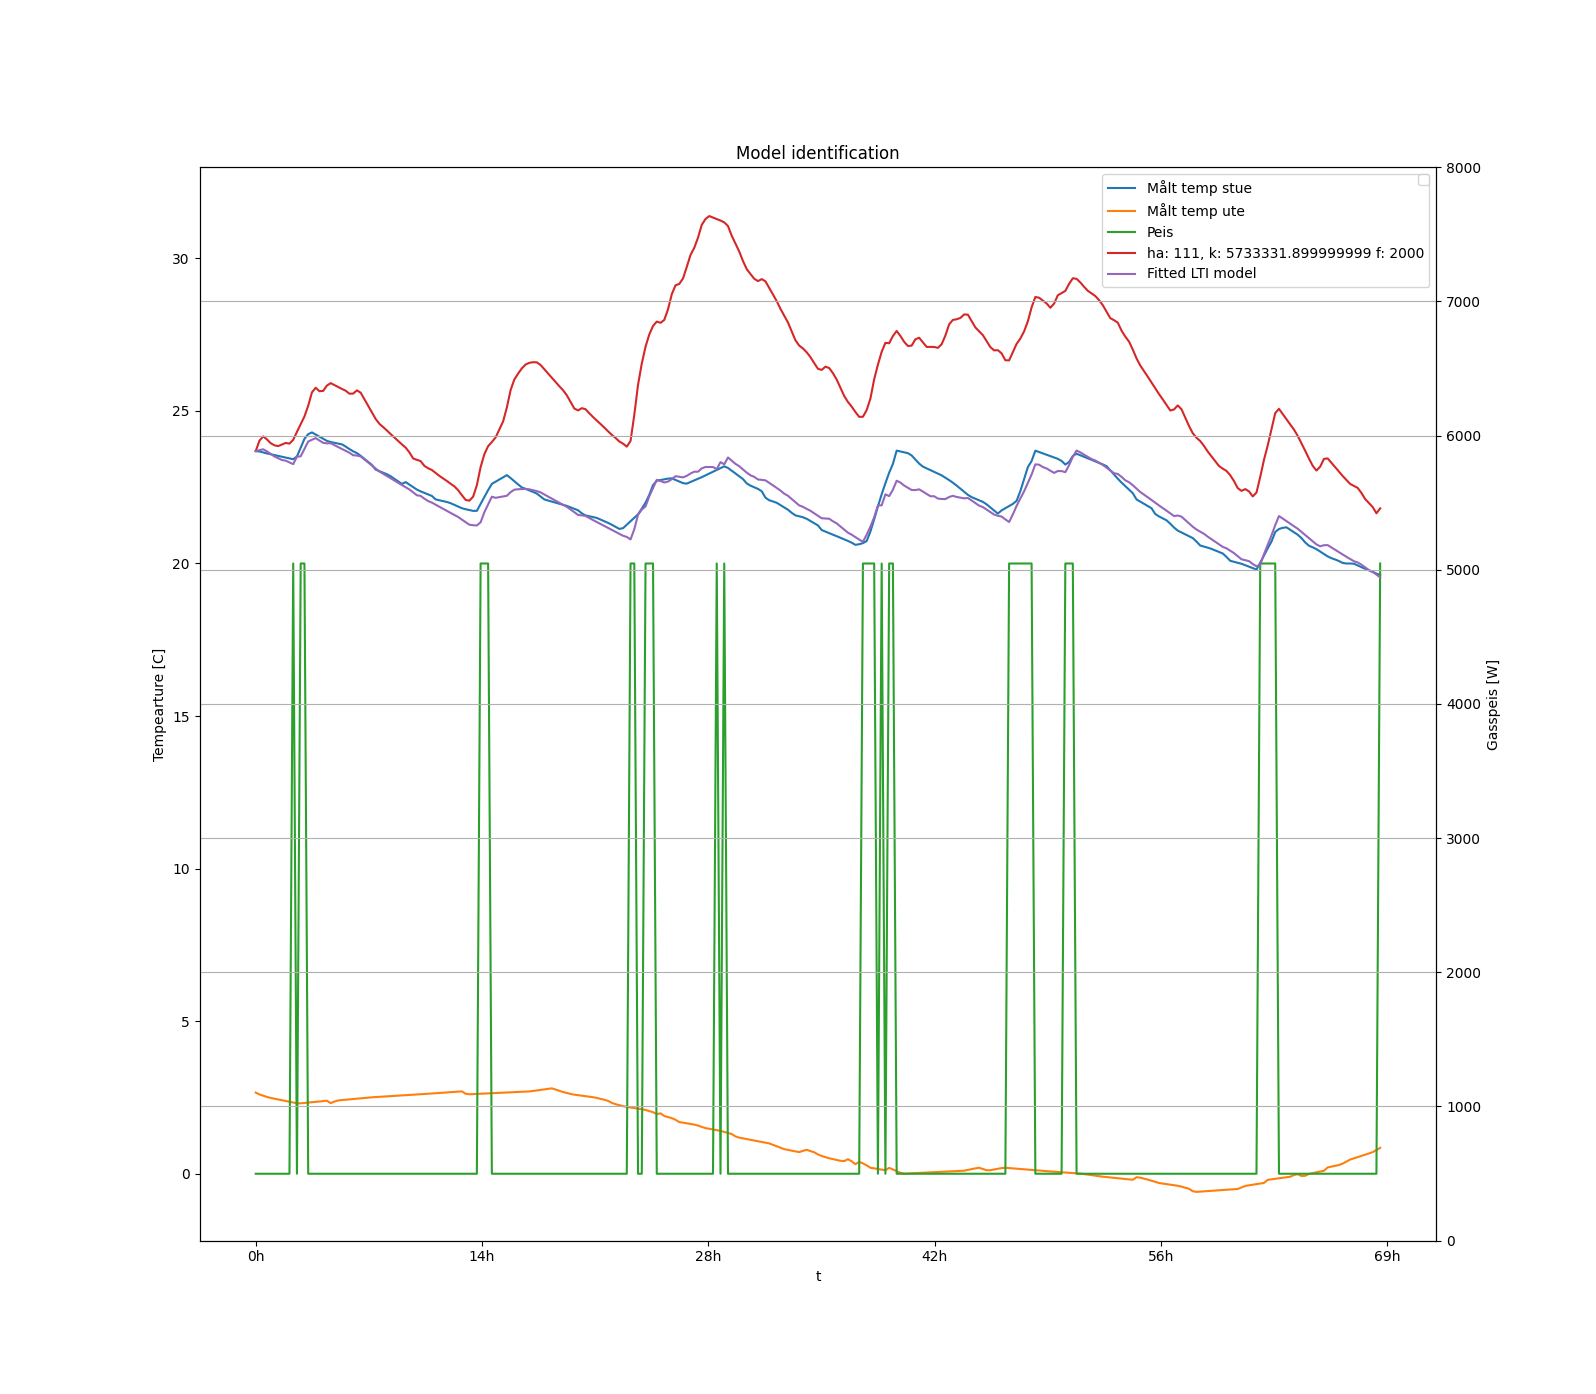 Model identification
Målt temp stue
Målt temp ute
Peis
ha: 111, k: 5733331.899999999 f: 2000
Fitted LTI model
Tempearture [C]
30
25
20
15
10
5
0
8000
7000
6000
5000
4000
3000
2000
1000
0
Gasspeis [W]
0h 14h 28h 42h 56h 69h
t